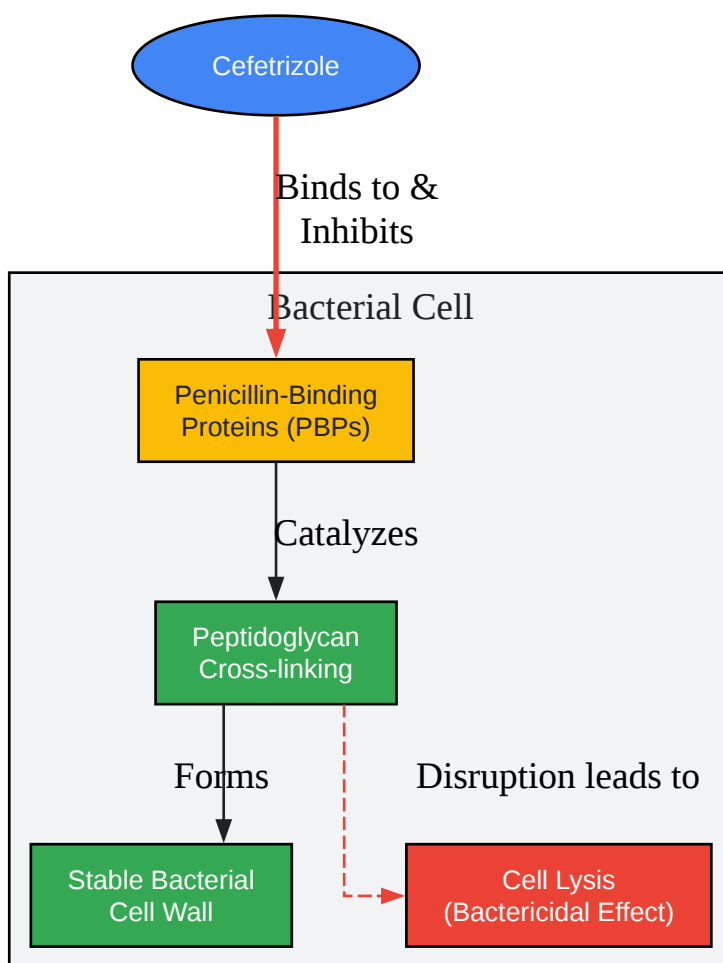 Cefetrizole
Binds to &
Inhibits
Bacterial Cell
Penicillin-Binding
Proteins (PBPs)
Catalyzes
Peptidoglycan
Cross-linking
Forms
Disruption leads to
Stable Bacterial
Cell Wall
Cell Lysis
(Bactericidal Effect)